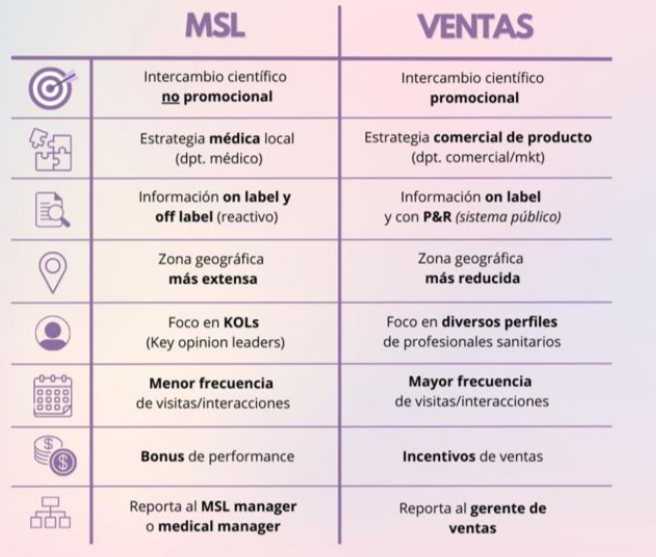 MSL
VENTAS
Intercambio científico
no promocional
Intercambio científico
promocional
Estrategia médica local
(dpt. médico)
Estrategia comercial de producto
(dpt. comercial/mkt)
Información on label y
off label (reactivo)
Información on label
y con P&R (sistema público)
Zona geográfica
más extensa
Zona geográfica
más reducida
Foco en KOLs
(Key opinion leaders)
Foco en diversos perfiles
de profesionales sanitarios
Menor frecuencia
de visitas/interacciones
Mayor frecuencia
de visitas/interacciones
$
$
Bonus de performance
Incentivos de ventas
Reporta al MSL manager
o medical manager
Reporta al gerente de
ventas